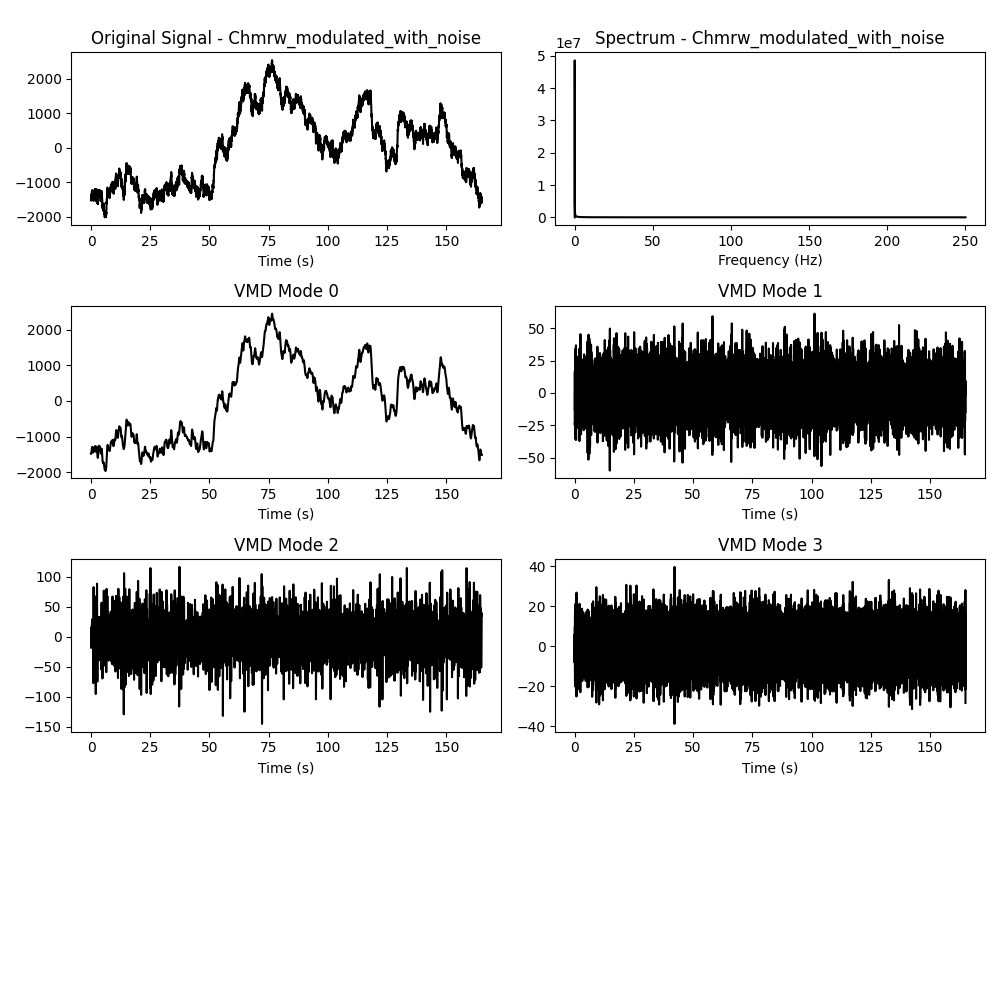 Original Signal - Chmrw_modulated_with_noise
2000
1000
0
−1000
−2000
0 25 50 75 100 125 150
Time (s)
Spectrum - Chmrw_modulated_with_noise
1e7
5
4
3
2
1
0
0 50 100 150 200 250
Frequency (Hz)
VMD Mode 0
2000
1000
0
−1000
−2000
0 25 50 75 100 125 150
Time (s)
VMD Mode 1
50
25
0
−25
−50
0 25 50 75 100 125 150
Time (s)
VMD Mode 2
100
50
0
−50
−100
−150
0 25 50 75 100 125 150
Time (s)
VMD Mode 3
40
20
0
−20
−40
0 25 50 75 100 125 150
Time (s)